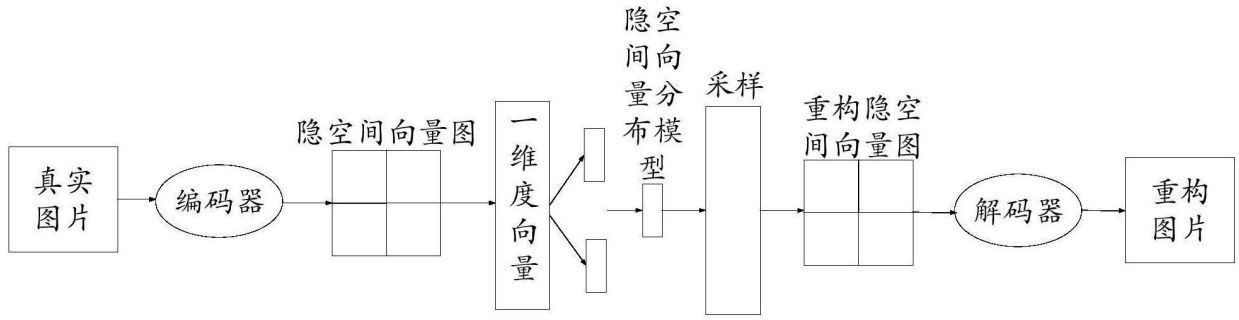 真实
图片
编码器
隐空间向量图
一
维
度
向
量
隐空
间向
量分
布模
型
采样
重构隐空
间向量图
解码器
重构
图片